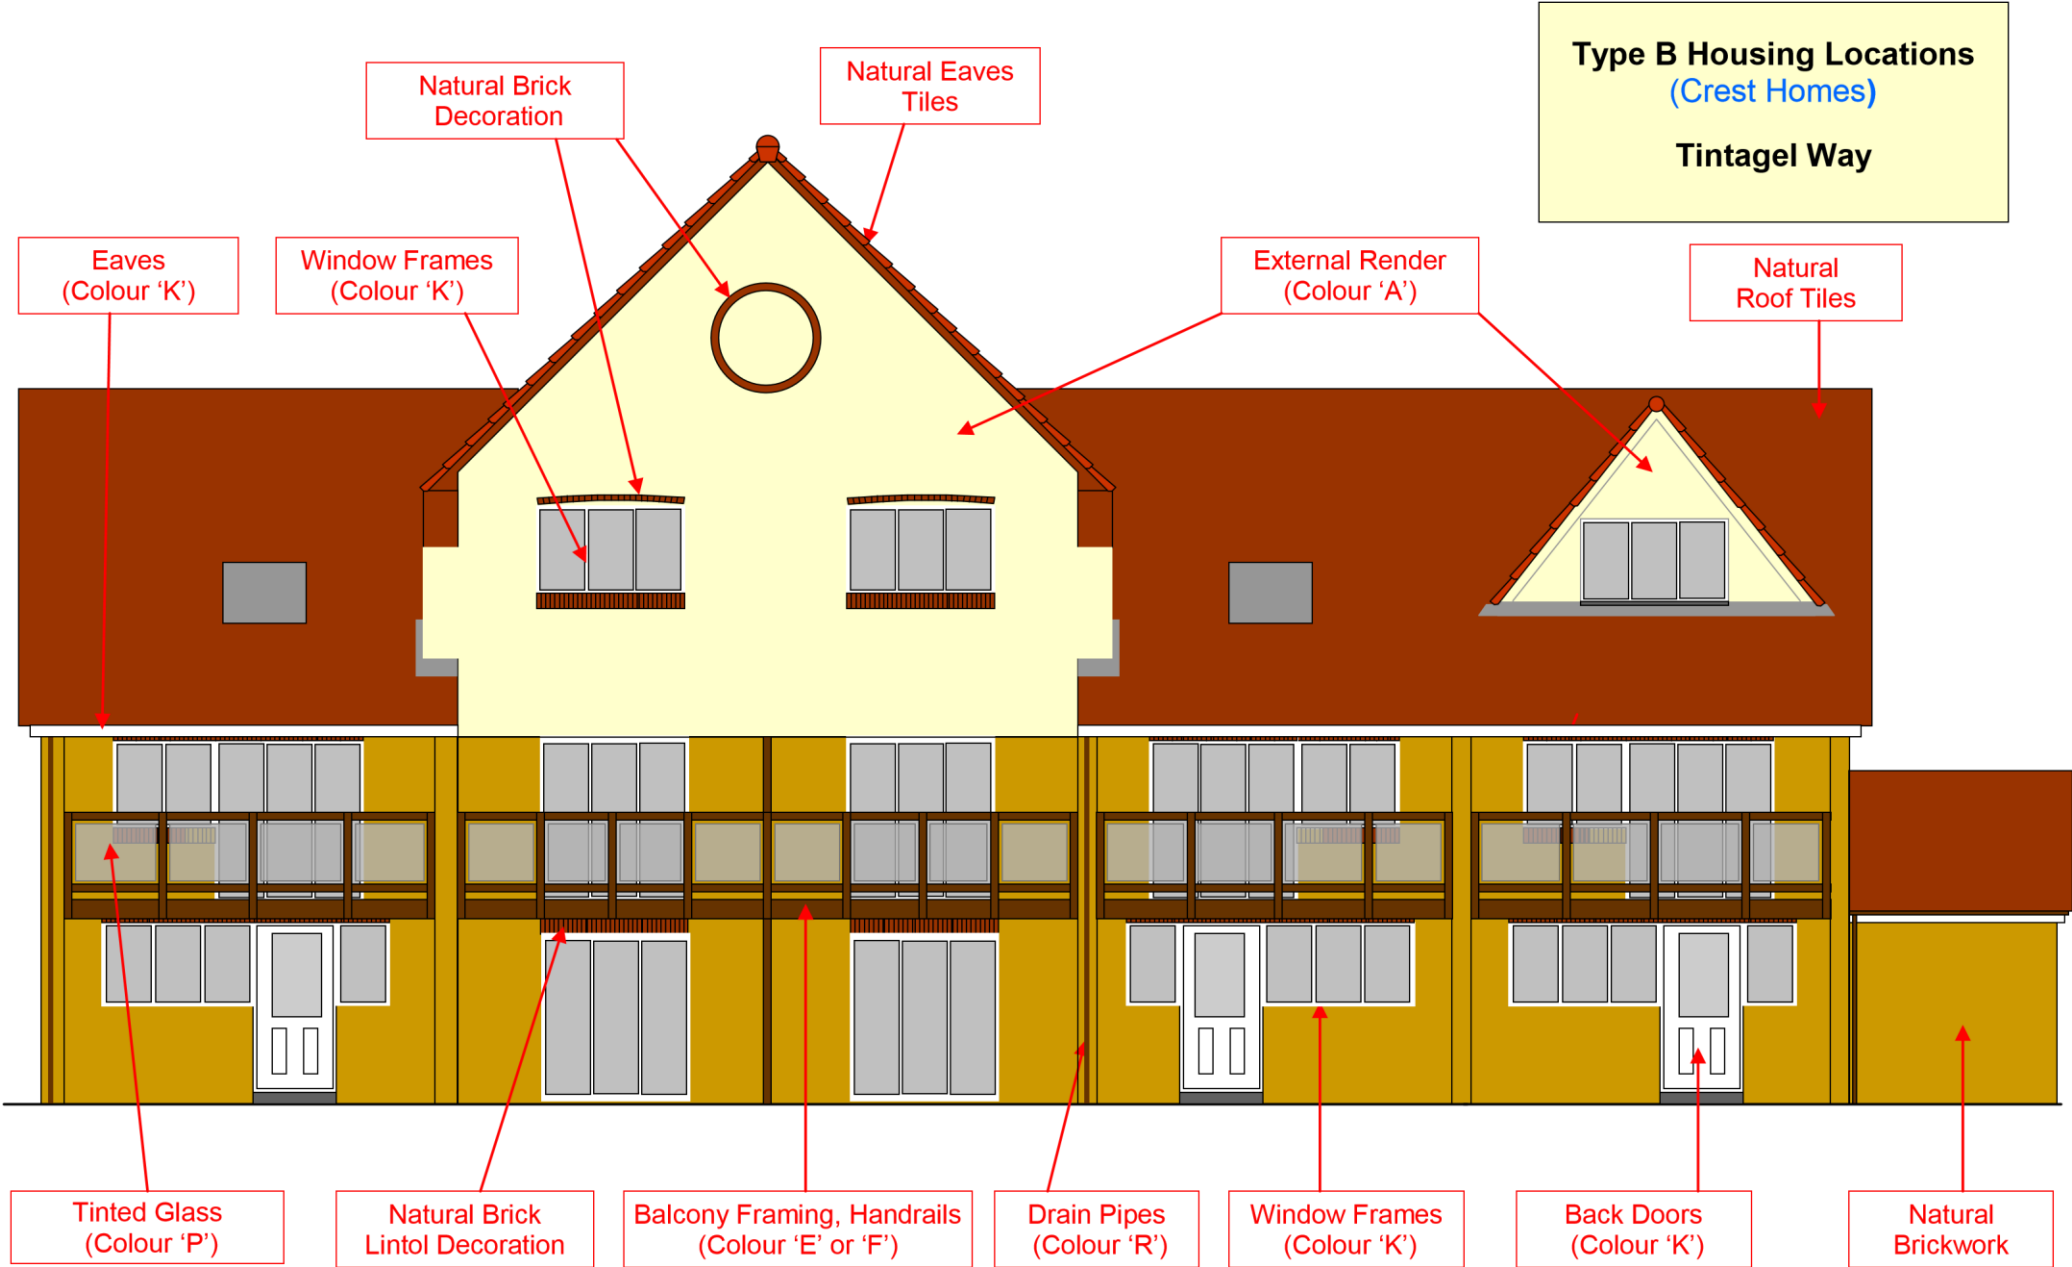 Type B Housing Locations
(Crest Homes)
Tintagel Way
Natural Brick
Decoration
Natural Eaves
Tiles
Eaves
(Colour ‘K’)
Window Frames
(Colour ‘K’)
External Render
(Colour ‘A’)
Natural
Roof Tiles
Tinted Glass
(Colour ‘P’)
Natural Brick
Lintol Decoration
Balcony Framing, Handrails
(Colour ‘E’ or ‘F’)
Drain Pipes
(Colour ‘R’)
Window Frames
(Colour ‘K’)
Back Doors
(Colour ‘K’)
Natural
Brickwork